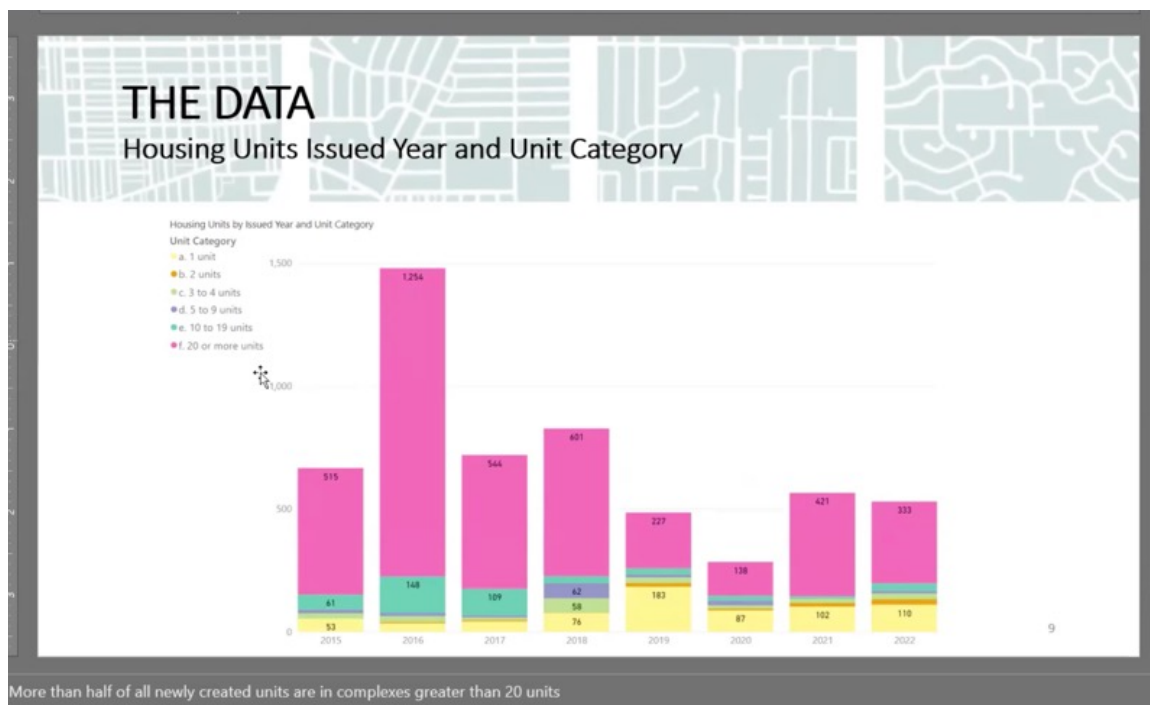 THE DATA
Housing Units Issued Year and Unit Category
Housing Units by Issued Year and Unit Category
Unit Category
a. 1 unit
b. 2 units
c. 3 to 4 units
d. 5 to 9 units
e. 10 to 19 units
f. 20 or more units
1,500
1,000
500
0
515
61
53
1,254
148
544
109
601
62
58
76
227
183
138
87
421
102
333
110
2015 2016 2017 2018 2019 2020 2021 2022
9
More than half of all newly created units are in complexes greater than 20 units